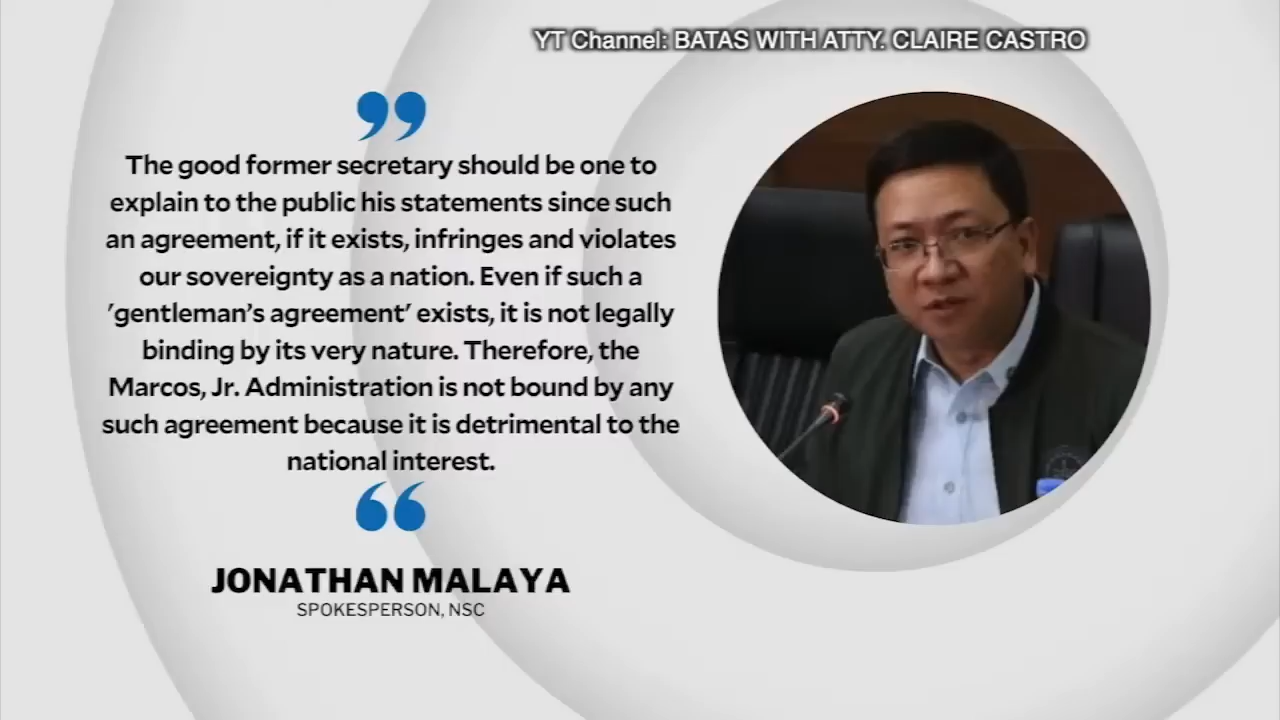 YT Channel: BATAS WITH ATTY. CLAIRE CASTRO
”
The good former secretary should be one to
explain to the public his statements since such
an agreement, if it exists, infringes and violates
our sovereignty as a nation. Even if such a
'gentleman's agreement' exists, it is not legally
binding by its very nature. Therefore, the
Marcos, Jr. Administration is not bound by any
such agreement because it is detrimental to the
national interest.
“
JONATHAN MALAYA
SPOKESPERSON, NSC